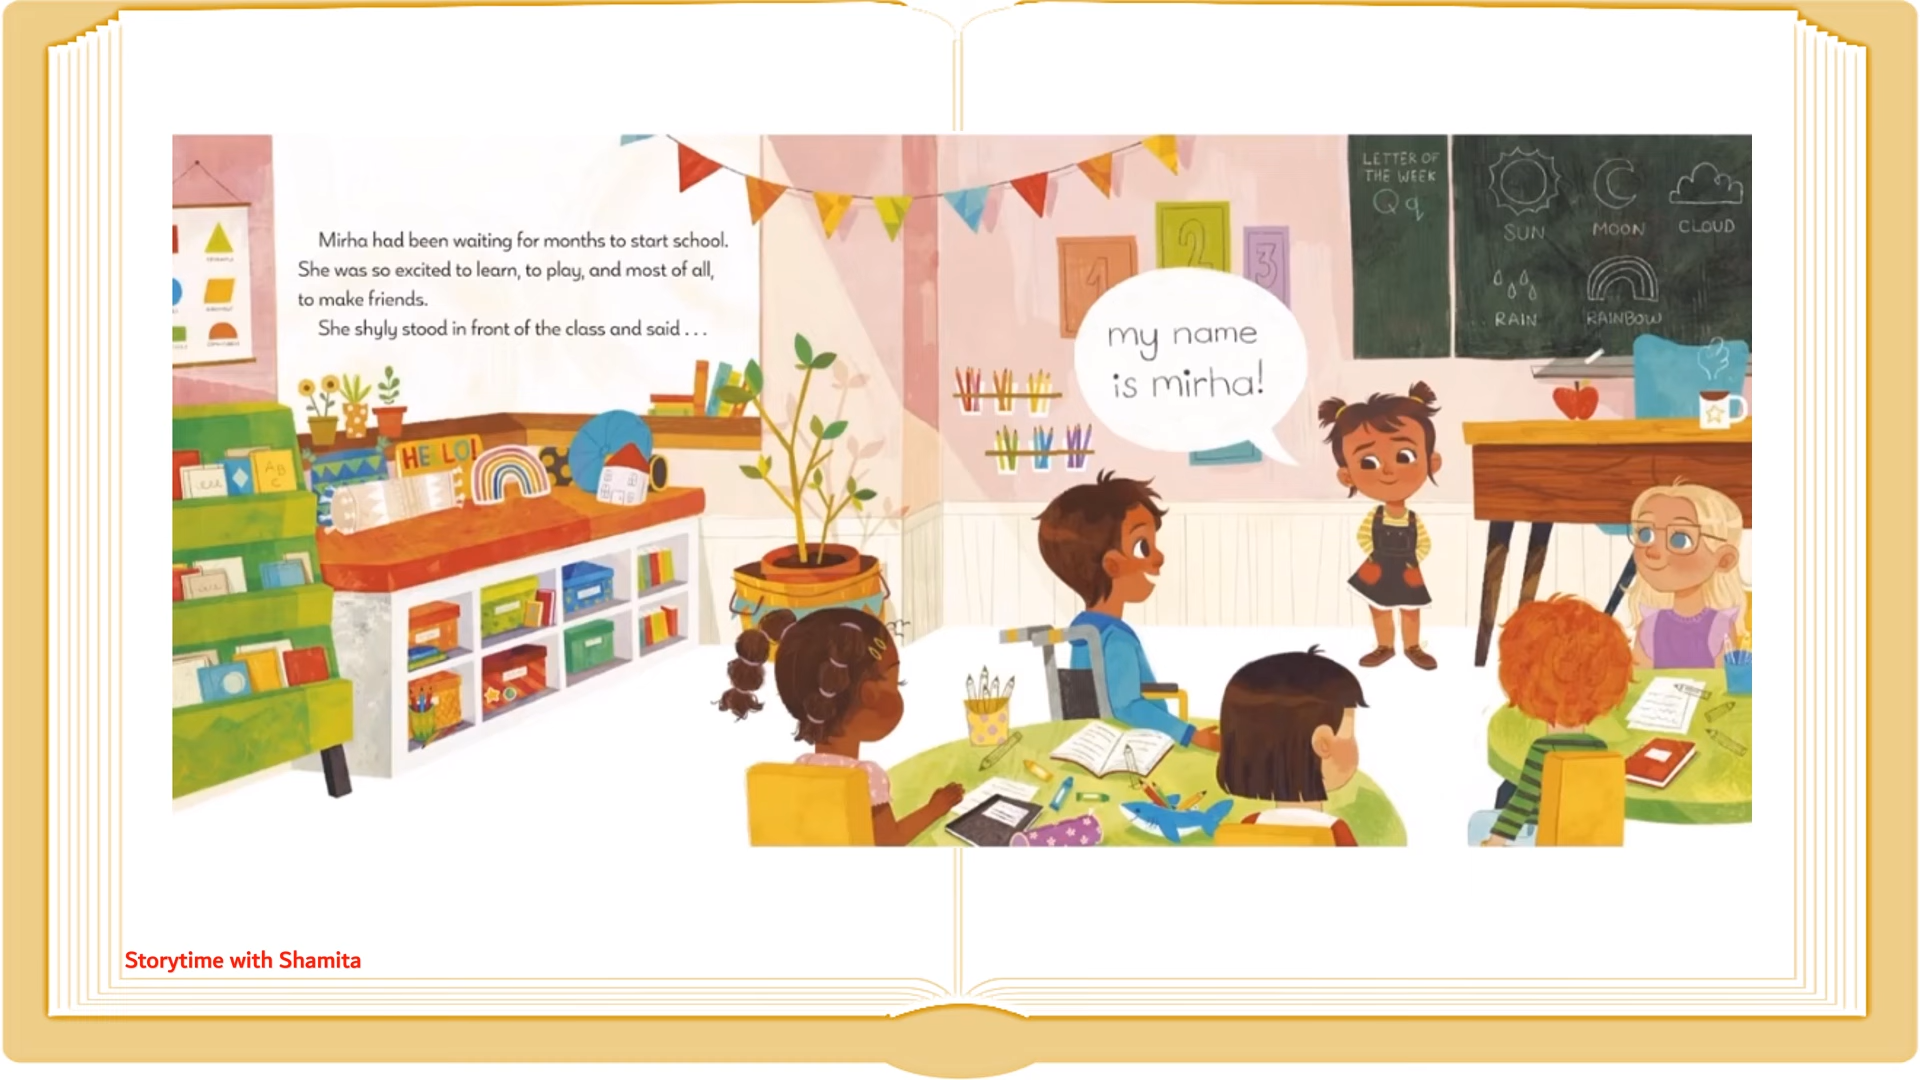 Mirha had been waiting for months to start school.
She was so excited to learn, to play, and most of all,
to make friends.
She shyly stood in front of the class and said . . .
HELLO!
A B
C
1
2
3
my name
is mirha!
LETTER OF
THE WEEK
Qq
SUN
MOON
CLOUD
RAIN
RAINBOW
Storytime with Shamita